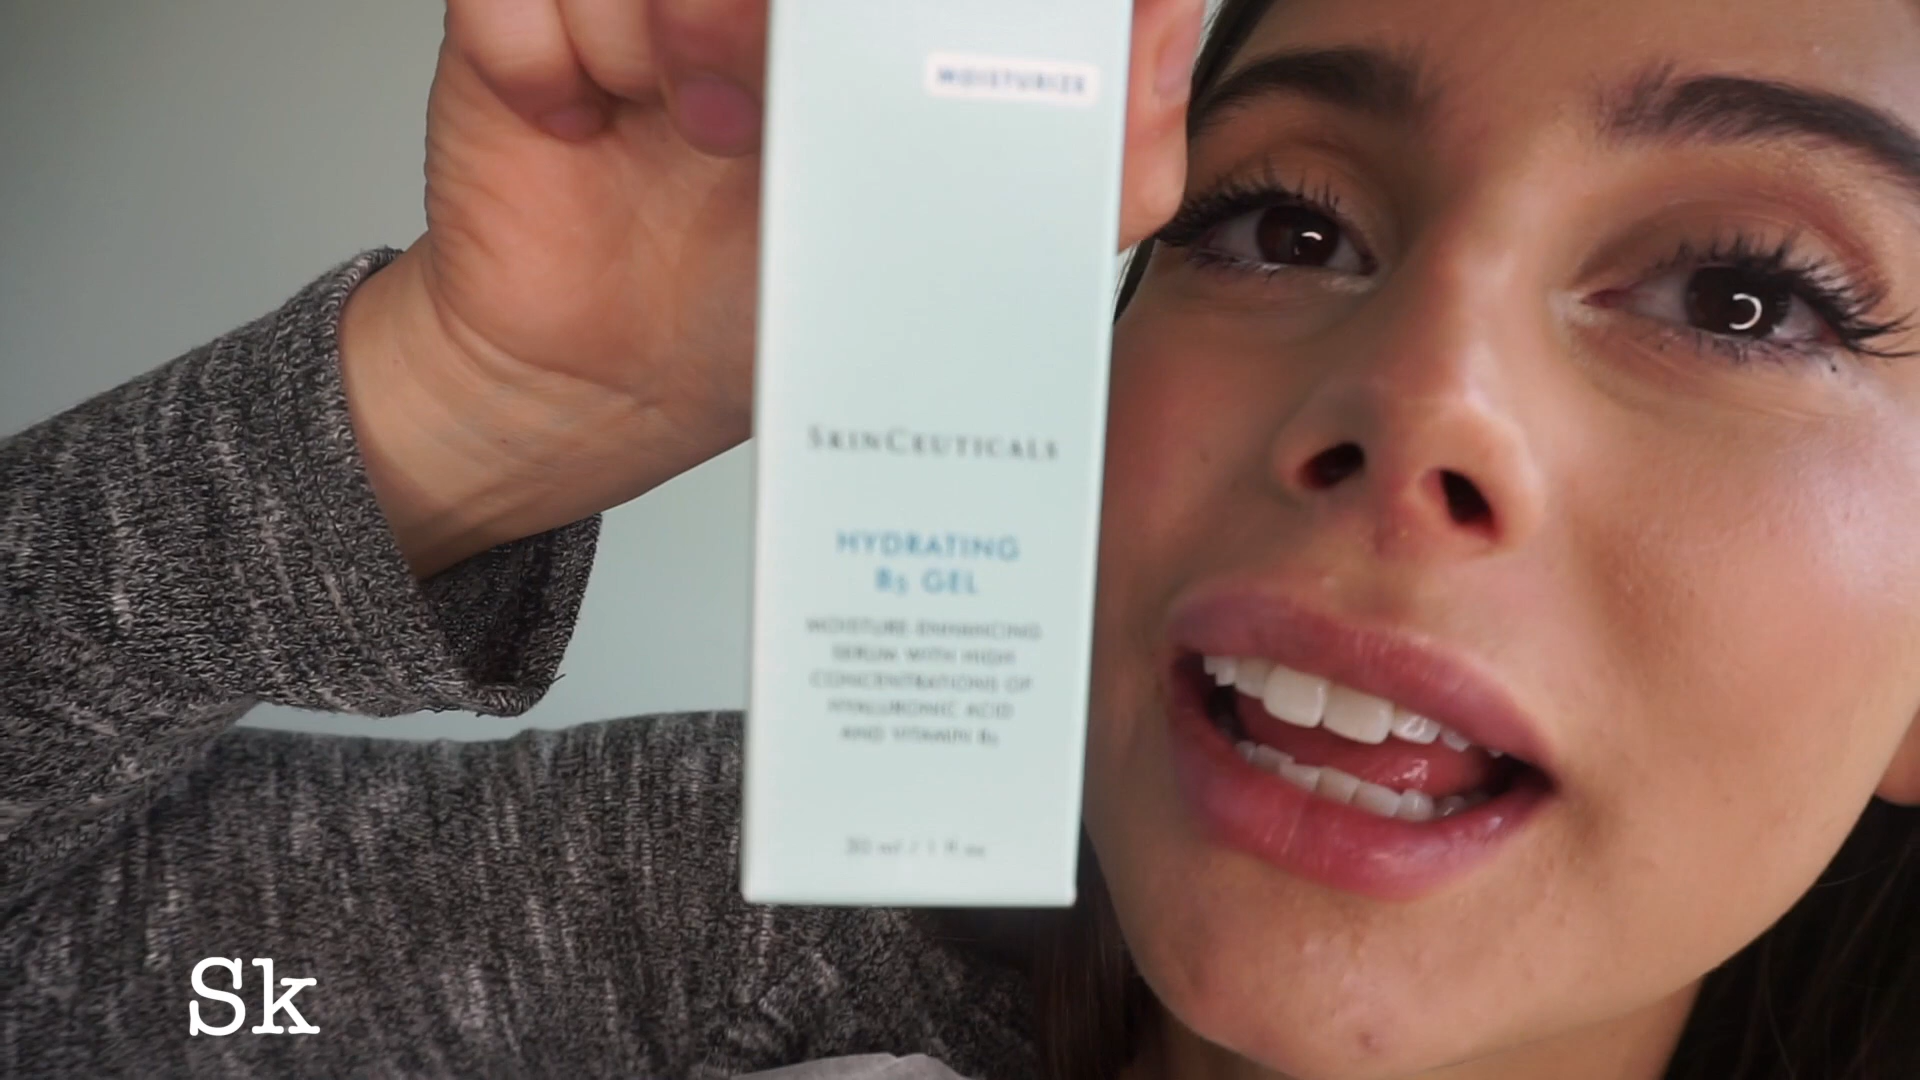 MOISTURIZE
SKINCEUTICALS
HYDRATING
B5 GEL
MOISTURE ENHANCING
SERUM WITH HIGH
CONCENTRATIONS OF
HYALURONIC ACID
AND VITAMIN B5
30 ml / 1 fl oz
Sk